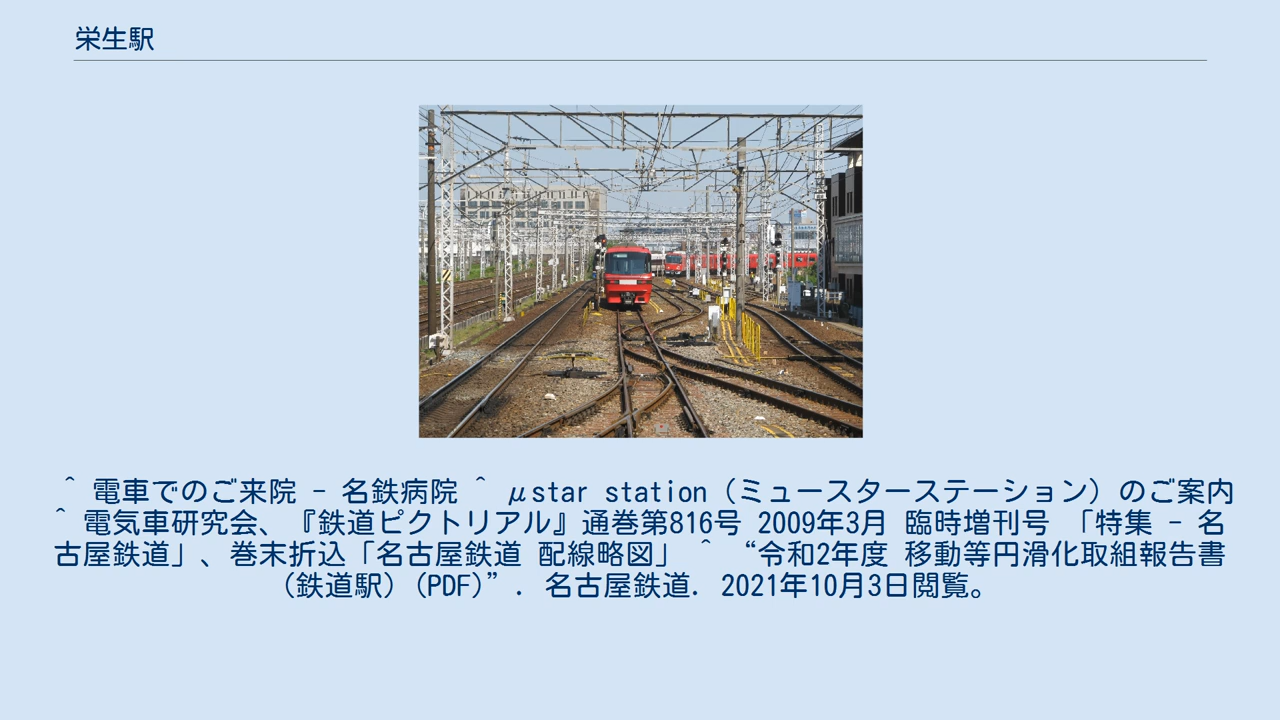 栄生駅
^ 電車でのご来院 - 名鉄病院 ^ μstar station（ミュースターステーション）のご案内
^ 電気車研究会、『鉄道ピクトリアル』通巻第816号 2009年3月 臨時増刊号 「特集 - 名
古屋鉄道」、巻末折込「名古屋鉄道 配線略図」 ^ “令和2年度 移動等円滑化取組報告書
（鉄道駅）（PDF）”. 名古屋鉄道. 2021年10月3日閲覧。